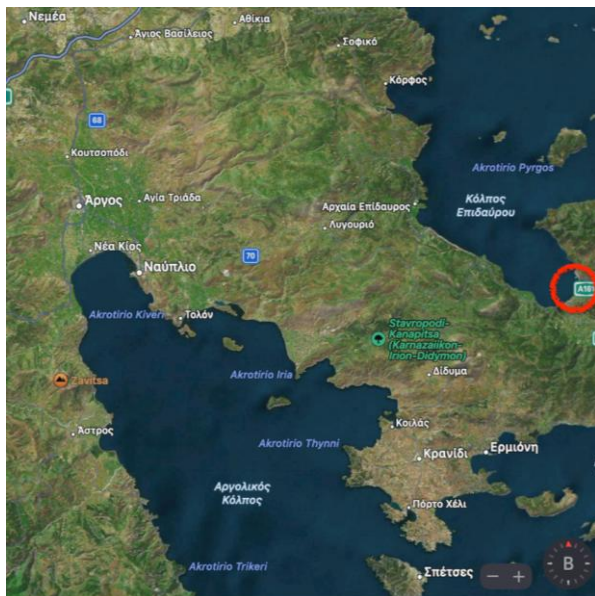 Νεμέα
Αθίκια
Άγιος Βασίλειος
Σοφικό
Κόρφος
68
Κουτσοπόδι
Akrotirio Pyrgos
Άργος
Αγία Τριάδα
Αρχαία Επίδαυρος
Κόλπος
Επιδαύρου
Λυγουριό
Νέα Κίος
Ναύπλιο
70
Akrotirio Kiveri
Τολόν
Stavropodi-
Kanapitsa
(Karnazaiikon-
Irion-Didymon)
Zavitsa
Akrotirio Iria
Δίδυμα
Άστρος
Κοιλάς
Akrotirio Thynni
Κρανίδι
Ερμιόνη
Αργολικός
Κόλπος
Πόρτο Χέλι
Akrotirio Trikeri
Σπέτσες
− +
Β